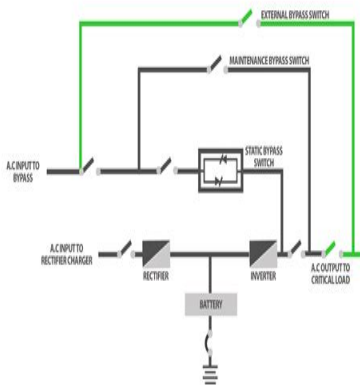 EXTERNAL BYPASS SWITCH
MAINTENANCE BYPASS SWITCH
STATIC BYPASS
SWITCH
A.C INPUT TO
BYPASS
A.C INPUT TO
RECTIFIER CHARGER
RECTIFIER
INVERTER
A.C OUTPUT TO
CRITICAL LOAD
BATTERY